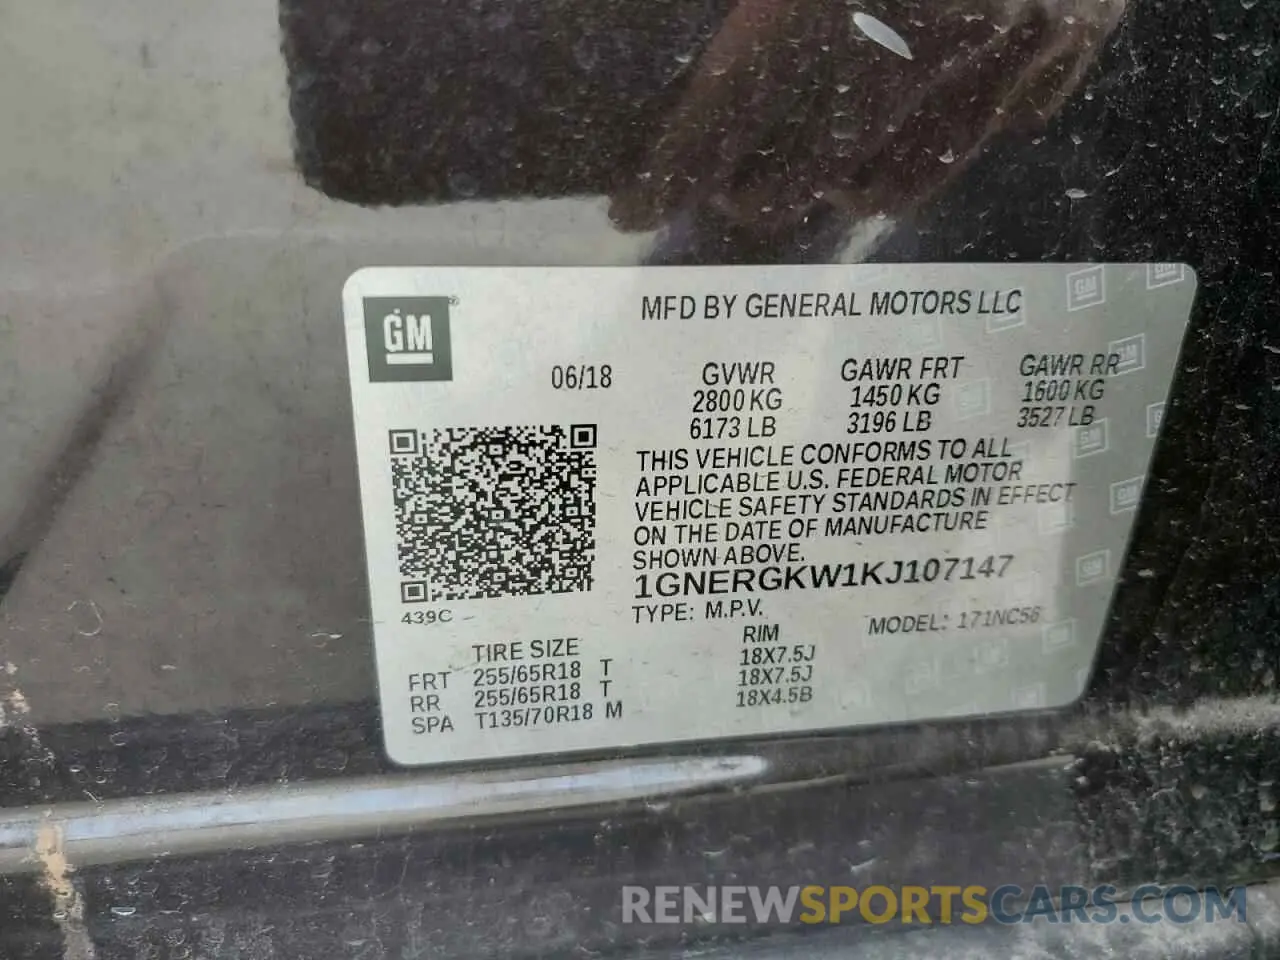 GM®
MFD BY GENERAL MOTORS LLC
06/18
GVWR GAWR FRT GAWR RR
2800 KG 1450 KG 1600 KG
6173 LB 3196 LB 3527 LB
THIS VEHICLE CONFORMS TO ALL
APPLICABLE U.S. FEDERAL MOTOR
VEHICLE SAFETY STANDARDS IN EFFECT
ON THE DATE OF MANUFACTURE
SHOWN ABOVE.
1GNERGKW1KJ107147
439C
TYPE: M.P.V. MODEL: 171NC56
TIRE SIZE RIM
FRT 255/65R18 T 18X7.5J
RR 255/65R18 T 18X7.5J
SPA T135/70R18 M 18X4.5B
RENEWSPORTSCARS.COM